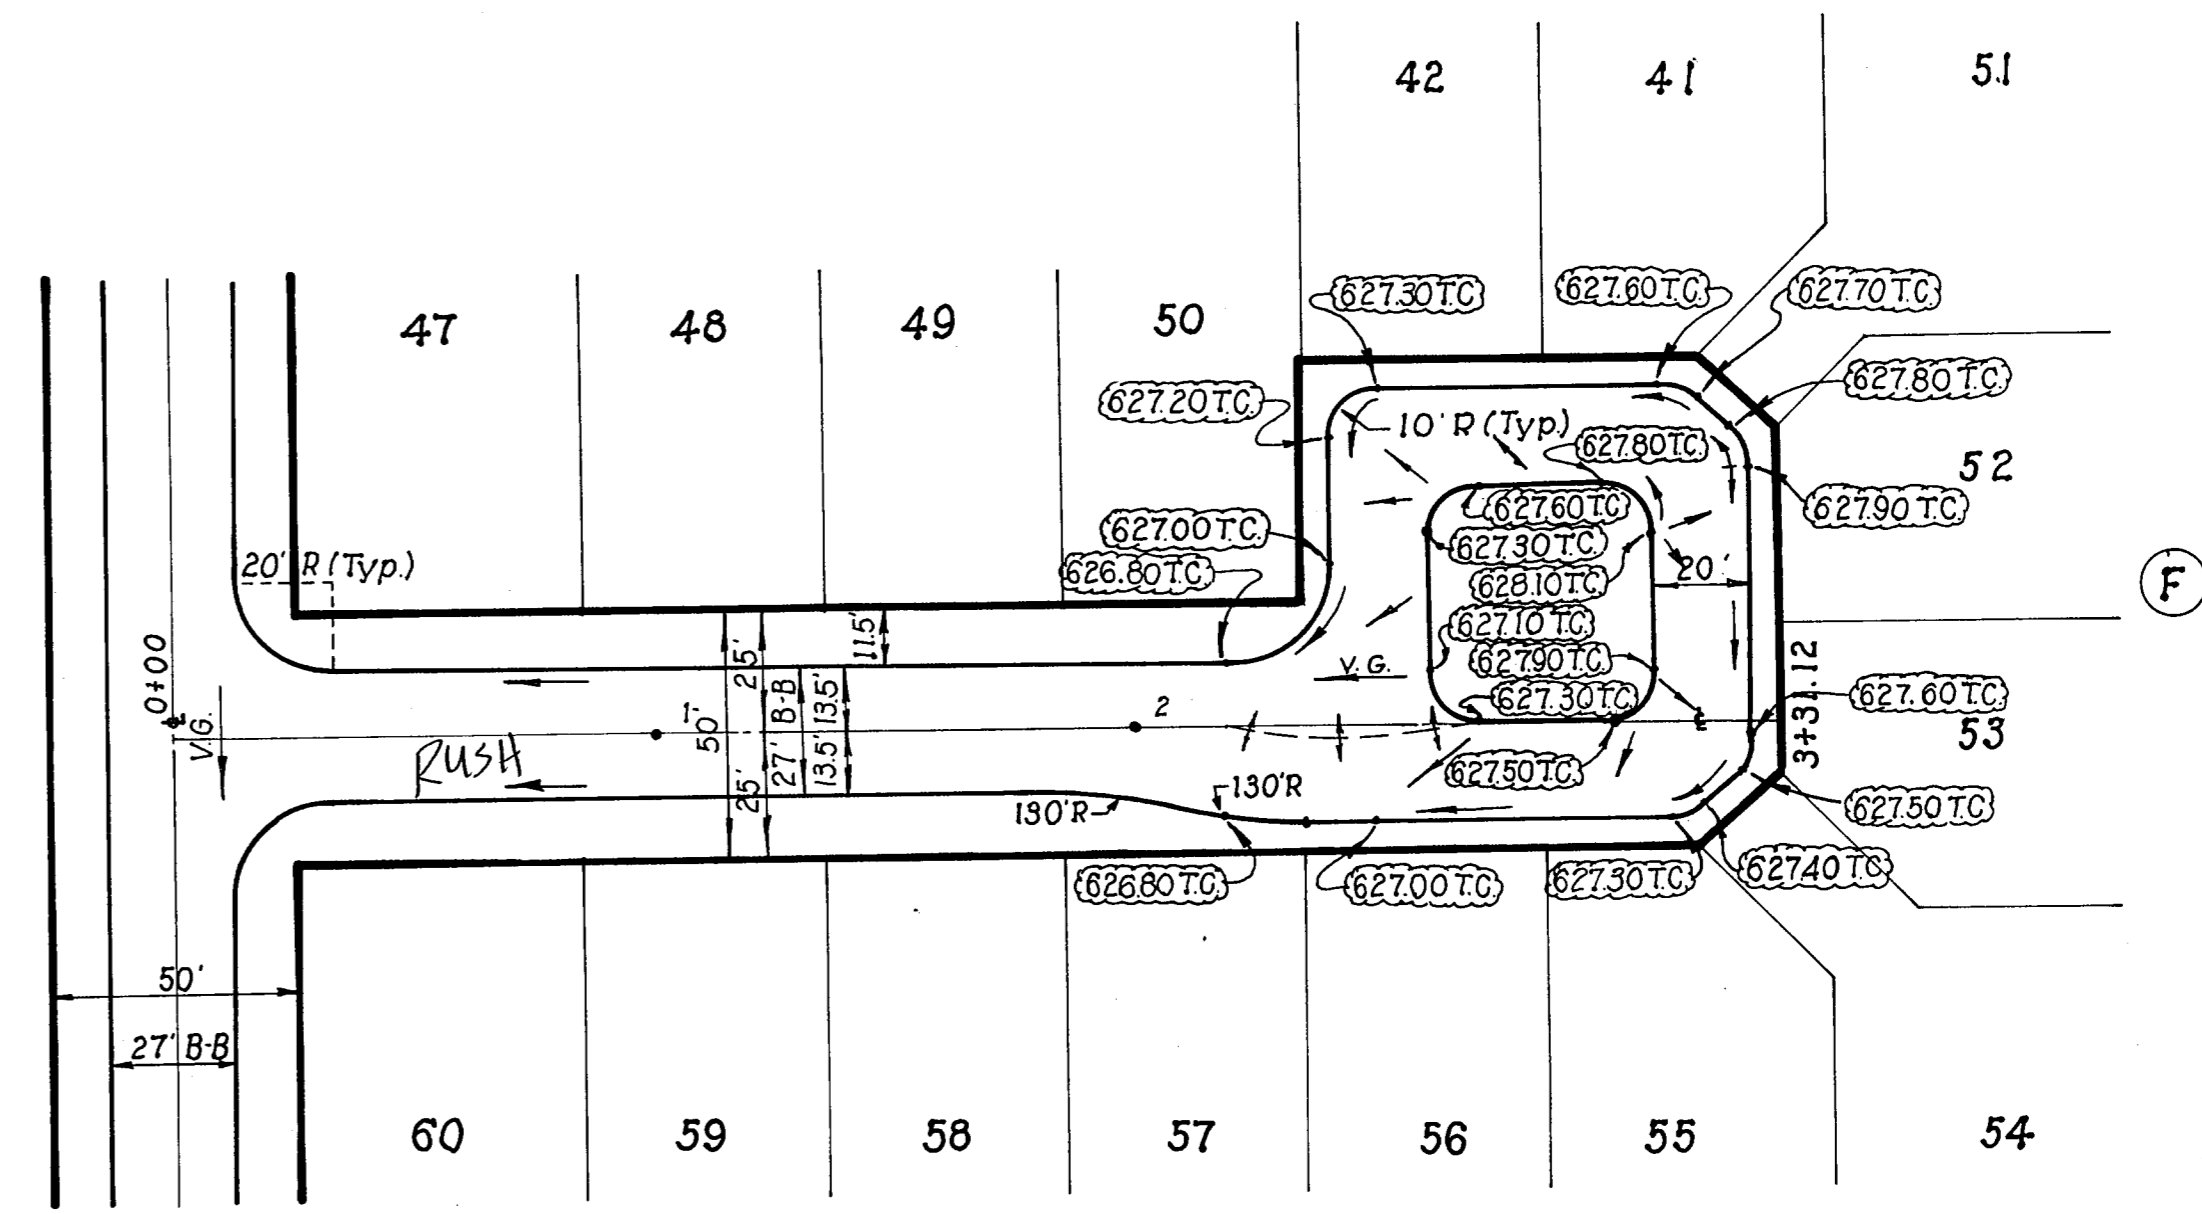 42
41
51
47
48
49
50
627.30 T.C.
627.60 T.C.
627.70 T.C.
627.80 T.C.
627.20 T.C.
10' R (Typ.)
627.80 T.C.
52
627.90 T.C.
627.60 T.C.
627.00 T.C.
627.30 T.C.
626.80 T.C.
628.10 T.C.
20'
F
20' R (Typ.)
627.10 T.C.
627.90 T.C.
V.G.
627.30 T.C.
627.60 T.C.
3+31.12
53
0+00
V.G.
1
2
50'
25'
25'
27' B-B
13.5'
13.5'
11.5'
RUSH
627.50 T.C.
130'R
130'R
627.50 T.C.
626.80 T.C.
627.00 T.C.
627.30 T.C.
627.40 T.C.
50'
27' B-B
60
59
58
57
56
55
54